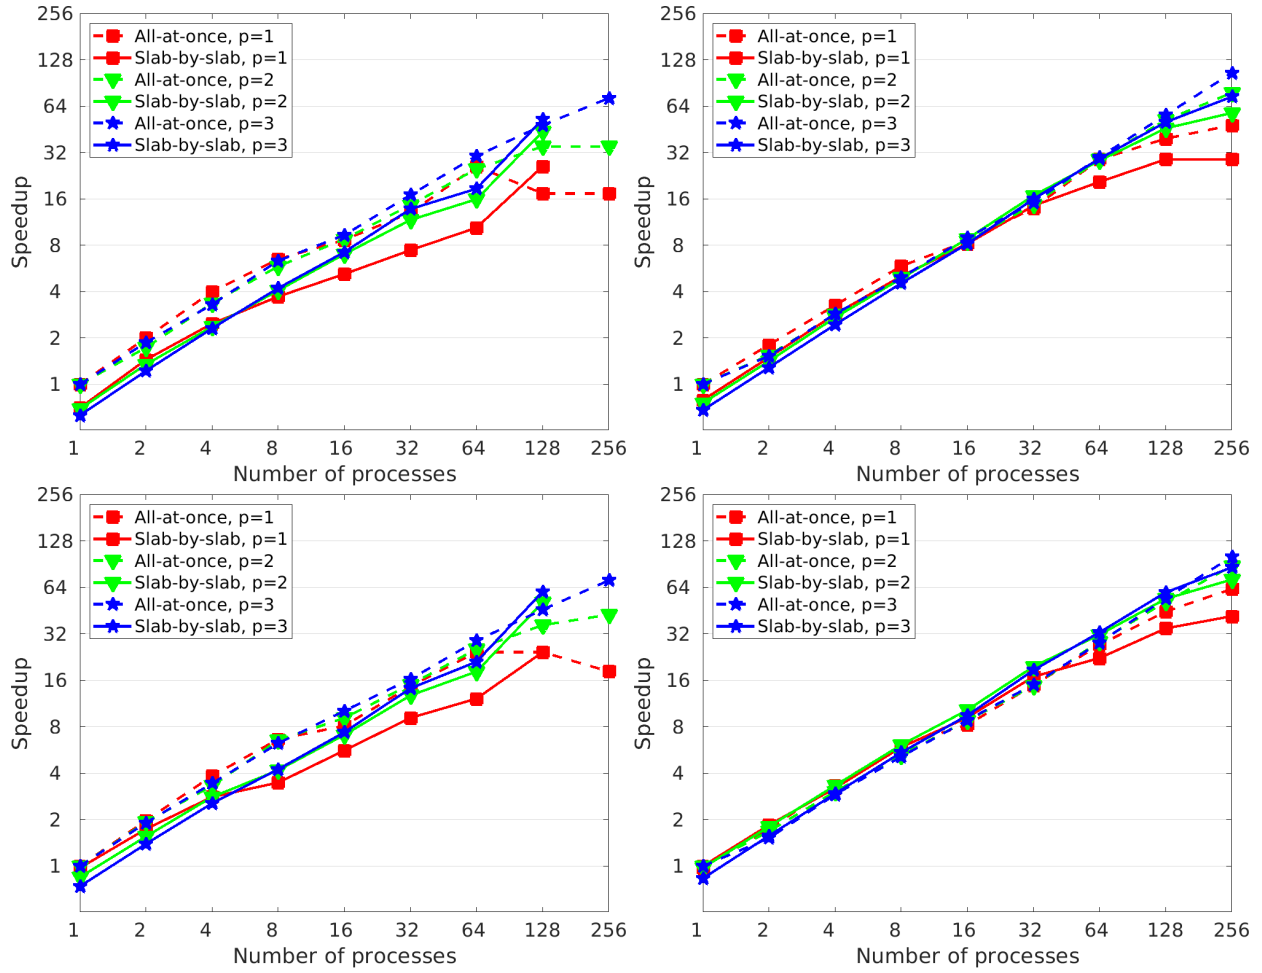 256
128
64
32
16
8
4
2
1
Speedup
All-at-once, p=1
Slab-by-slab, p=1
All-at-once, p=2
Slab-by-slab, p=2
All-at-once, p=3
Slab-by-slab, p=3
1 2 4 8 16 32 64 128 256
Number of processes
256
128
64
32
16
8
4
2
1
Speedup
All-at-once, p=1
Slab-by-slab, p=1
All-at-once, p=2
Slab-by-slab, p=2
All-at-once, p=3
Slab-by-slab, p=3
1 2 4 8 16 32 64 128 256
Number of processes
256
128
64
32
16
8
4
2
1
Speedup
All-at-once, p=1
Slab-by-slab, p=1
All-at-once, p=2
Slab-by-slab, p=2
All-at-once, p=3
Slab-by-slab, p=3
1 2 4 8 16 32 64 128 256
Number of processes
256
128
64
32
16
8
4
2
1
Speedup
All-at-once, p=1
Slab-by-slab, p=1
All-at-once, p=2
Slab-by-slab, p=2
All-at-once, p=3
Slab-by-slab, p=3
1 2 4 8 16 32 64 128 256
Number of processes